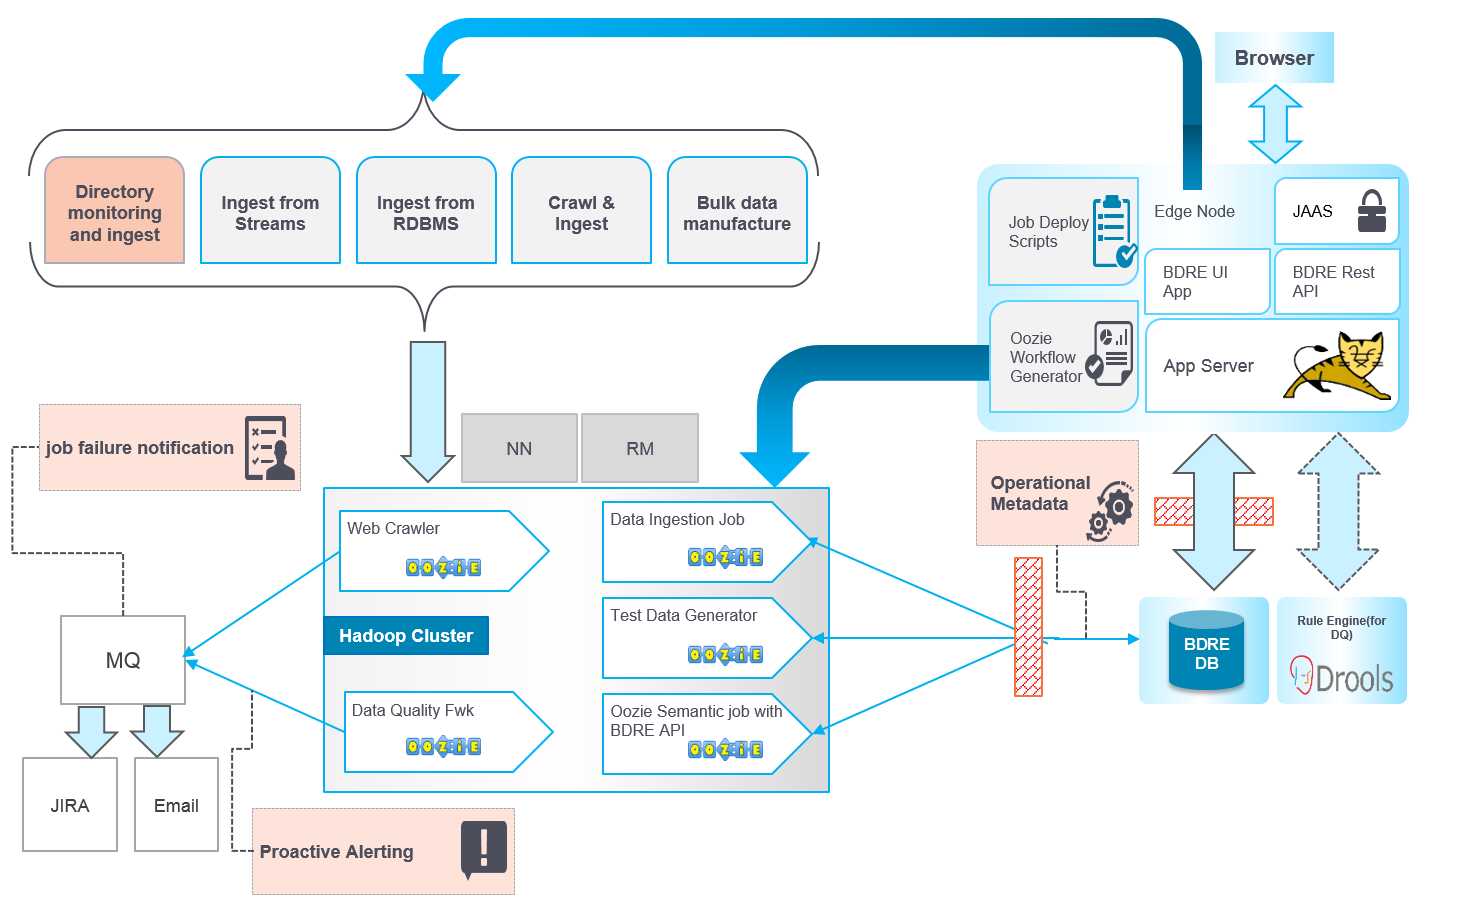 Browser
Directory
monitoring
and ingest
Ingest from
Streams
Ingest from
RDBMS
Crawl &
Ingest
Bulk data
manufacture
Job Deploy
Scripts
Edge Node
JAAS
BDRE UI
App
BDRE Rest
API
Oozie
Workflow
Generator
App Server
job failure notification
NN
RM
Operational
Metadata
Web Crawler
OOZIE
Data Ingestion Job
OOZIE
Hadoop Cluster
Test Data Generator
OOZIE
Data Quality Fwk
OOZIE
Oozie Semantic job with
BDRE API
OOZIE
BDRE
DB
Rule Engine(for
DQ)
Drools
MQ
JIRA
Email
Proactive Alerting